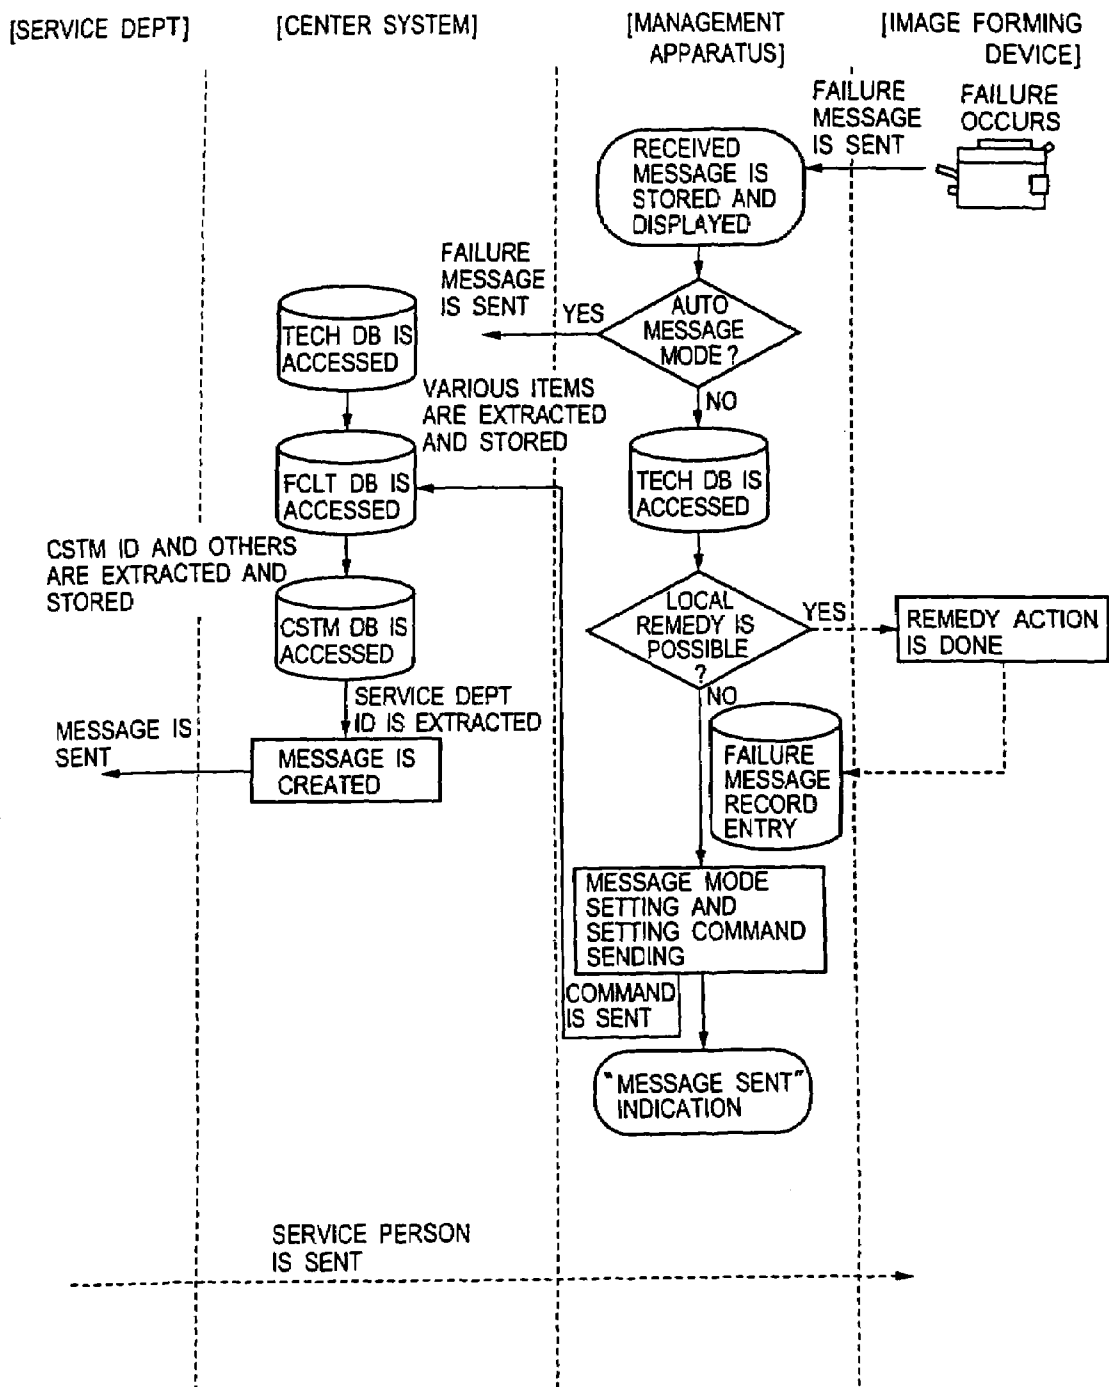 [SERVICE DEPT]
[CENTER SYSTEM]
[MANAGEMENT
APPARATUS]
[IMAGE FORMING
DEVICE]
FAILURE
MESSAGE
IS SENT
FAILURE
OCCURS
RECEIVED
MESSAGE IS
STORED AND
DISPLAYED
FAILURE
MESSAGE
IS SENT
YES
AUTO
MESSAGE
MODE?
NO
TECH DB IS
ACCESSED
VARIOUS ITEMS
ARE EXTRACTED
AND STORED
FCLT DB IS
ACCESSED
TECH DB IS
ACCESSED
CSTM ID AND OTHERS
ARE EXTRACTED AND
STORED
CSTM DB IS
ACCESSED
LOCAL
REMEDY IS
POSSIBLE
?
YES
NO
REMEDY ACTION
IS DONE
SERVICE DEPT
ID IS EXTRACTED
MESSAGE IS
SENT
MESSAGE IS
CREATED
FAILURE
MESSAGE
RECORD
ENTRY
MESSAGE MODE
SETTING AND
SETTING COMMAND
SENDING
COMMAND
IS SENT
"MESSAGE SENT"
INDICATION
SERVICE PERSON
IS SENT